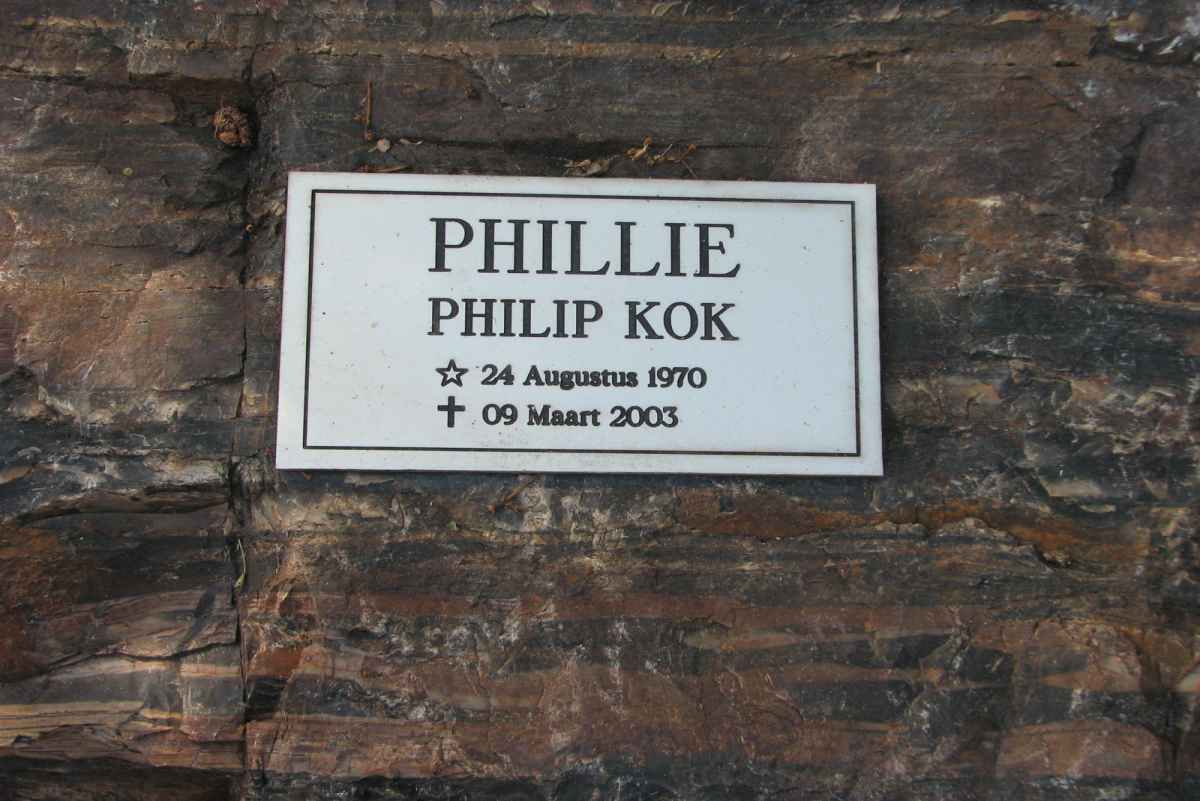 PHILLIE
PHILIP KOK
☆ 24 Augustus 1970
✝ 09 Maart 2003